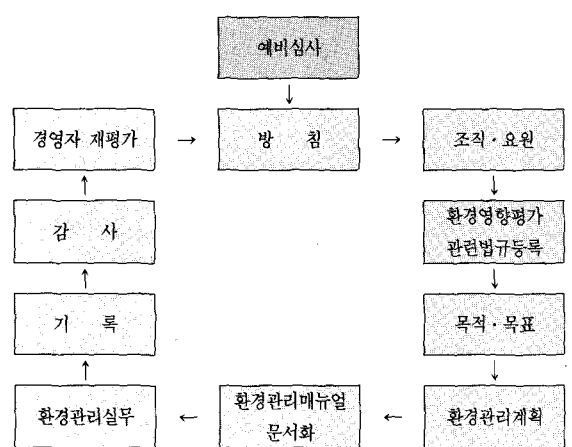 예비심사
경영자 재평가 → 방 침 → 조직·요원
감 사
환경영향평가
관련법규등록
기 록
목적·목표
환경관리실무 ← 환경관리매뉴얼
문서화 ← 환경관리계획